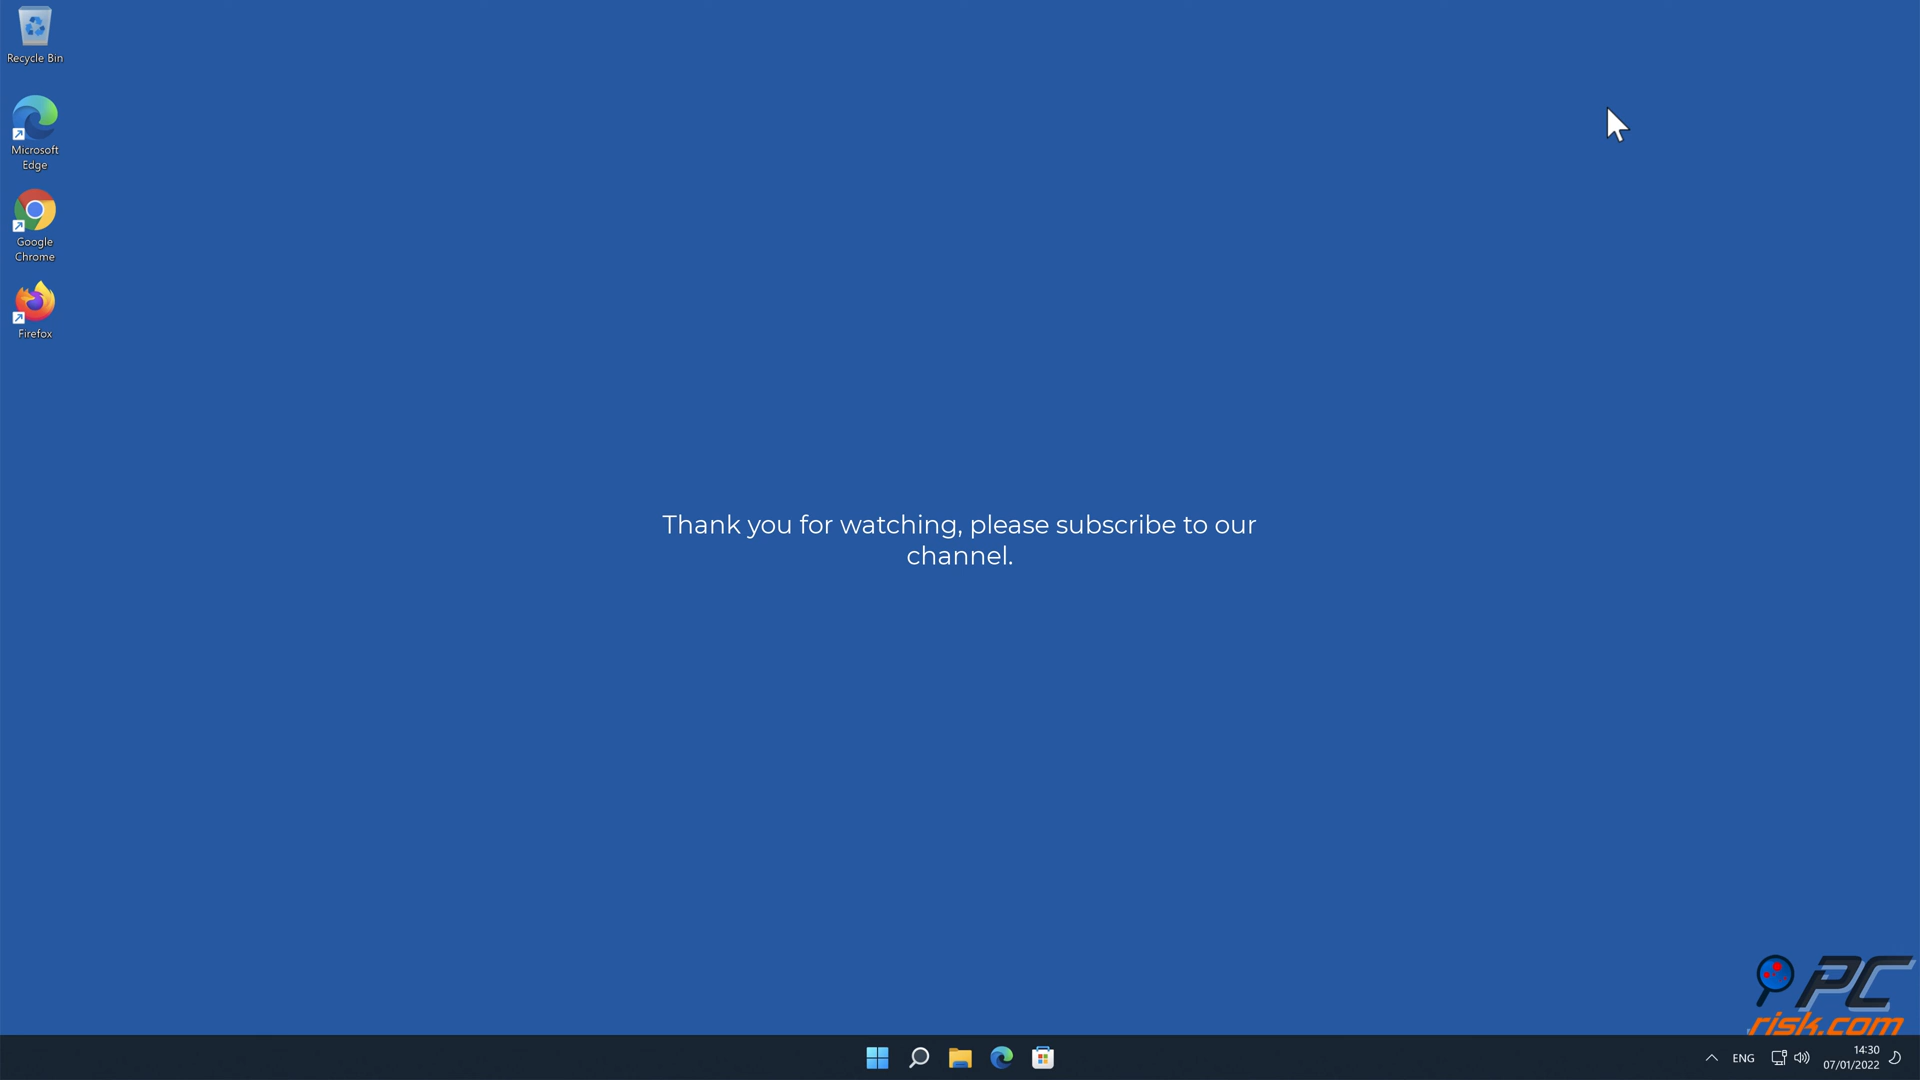 Recycle Bin
Microsoft
Edge
Google
Chrome
Firefox
Thank you for watching, please subscribe to our
channel.
PC
risk.com
ENG
14:30
07/01/2022